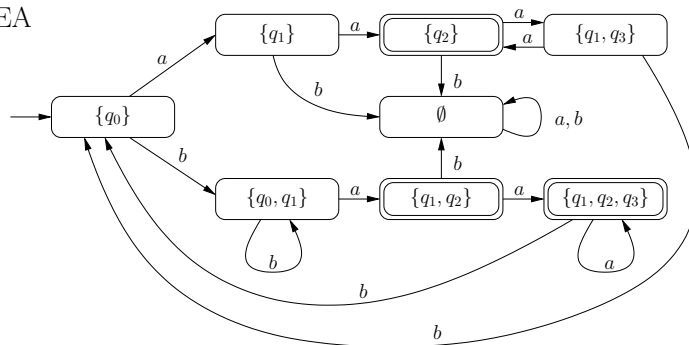 EA
a
{q₁} a {q₂} a {q₁, q₃}
a
a
b
b
{q₀} ∅ a, b
b
b
{q₀, q₁} a {q₁, q₂} a {q₁, q₂, q₃}
b a
b
b